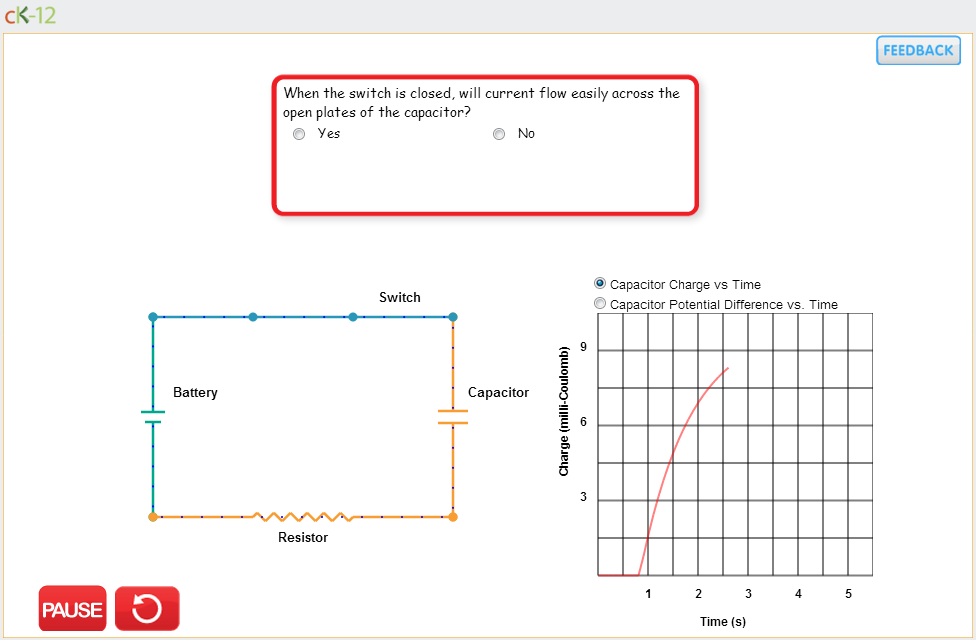 cK-12
FEEDBACK
When the switch is closed, will current flow easily across the
open plates of the capacitor?
Yes No
Switch
Battery
Capacitor
Resistor
Capacitor Charge vs Time
Capacitor Potential Difference vs. Time
Charge (milli-Coulomb)
9
6
3
1 2 3 4 5
Time (s)
PAUSE